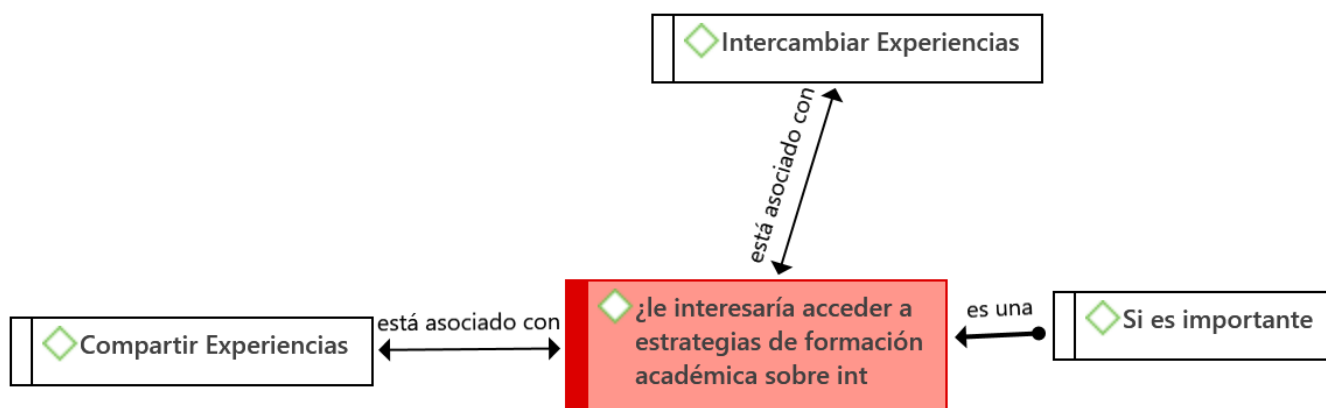 Intercambiar Experiencias
está asociado con
¿le interesaría acceder a
estrategias de formación
académica sobre int
es una
Si es importante
está asociado con
Compartir Experiencias